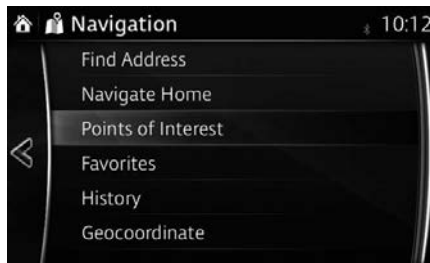 Navigation 10:12
Find Address
Navigate Home
Points of Interest
Favorites
History
Geocoordinate